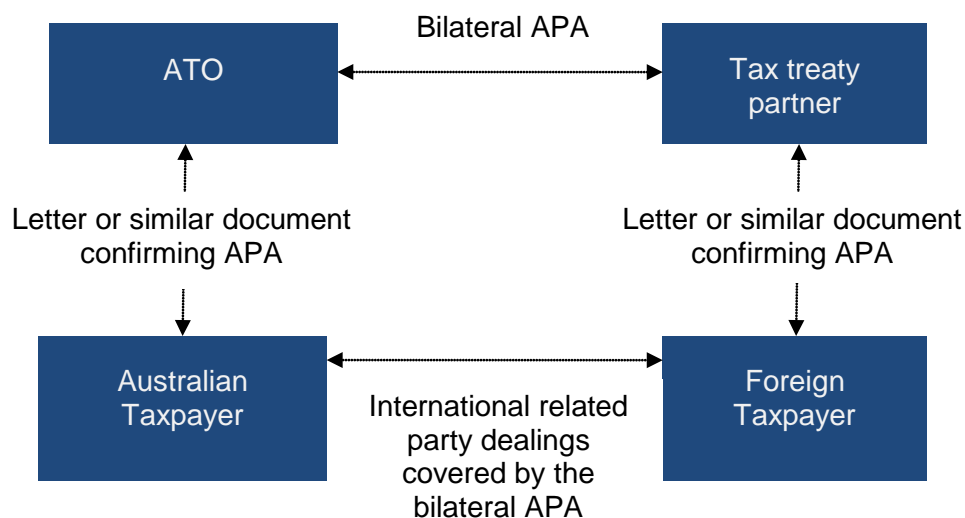 Bilateral APA
ATO
Tax treaty
partner
Letter or similar document
confirming APA
Letter or similar document
confirming APA
Australian
Taxpayer
Foreign
Taxpayer
International related
party dealings
covered by the
bilateral APA